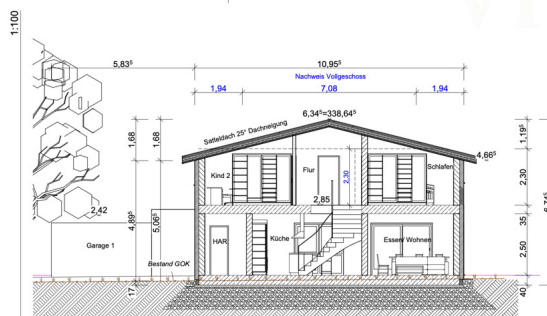 1:100
5,83⁵
10,95⁵
Nachweis Vollgeschoss
1,94
7,08
1,94
6,34⁵=338,64⁵
Satteldach 25° Dachneigung
1,68
1,68
1,19⁵
4,66⁵
Kind 2
Flur
Schlafen
2,30
2,30
2,85
2,42
4,89⁵
5,06⁵
35
Garage 1
HAR
Küche
Essen/ Wohnen
2,50
Bestand GOK
17
40